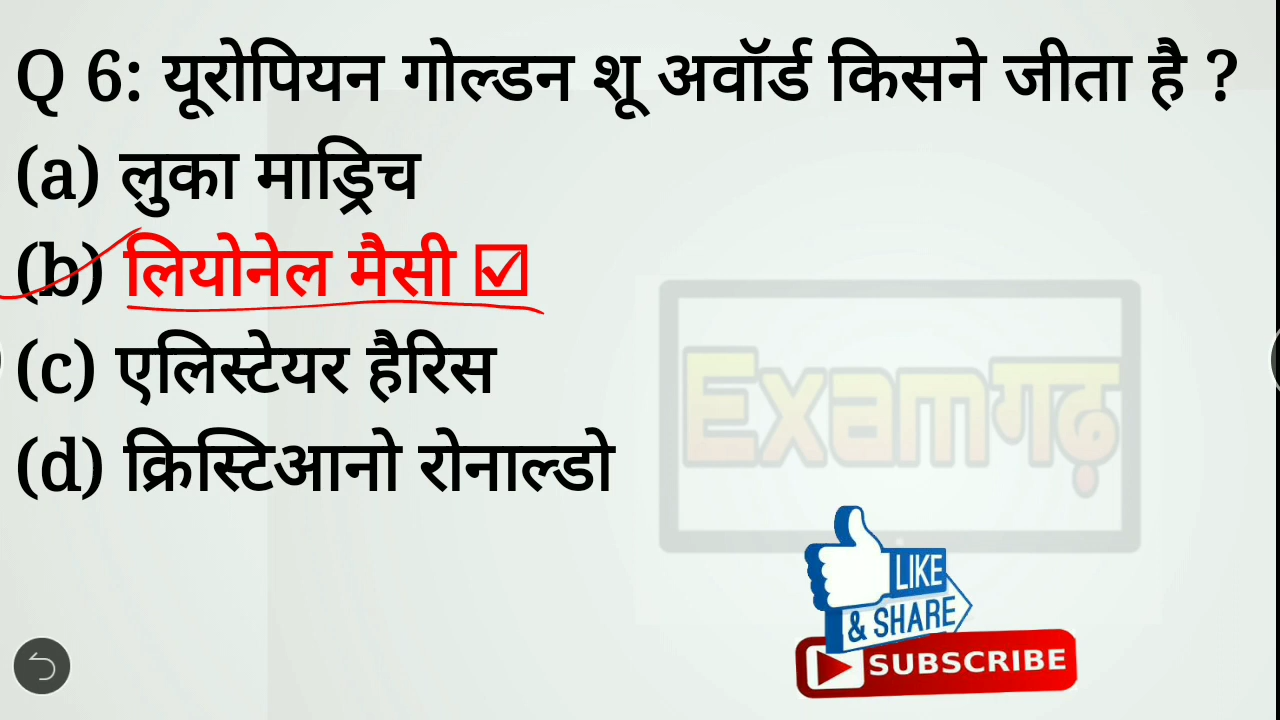 Q 6: यूरोपियन गोल्डन शू अवॉर्ड किसने जीता है ?
(a) लुका माड्रिच
(b) लियोनेल मैसी ☑
(c) एलिस्टेयर हैरिस
(d) क्रिस्टिआनो रोनाल्डो
Examगढ़
LIKE
& SHARE
SUBSCRIBE